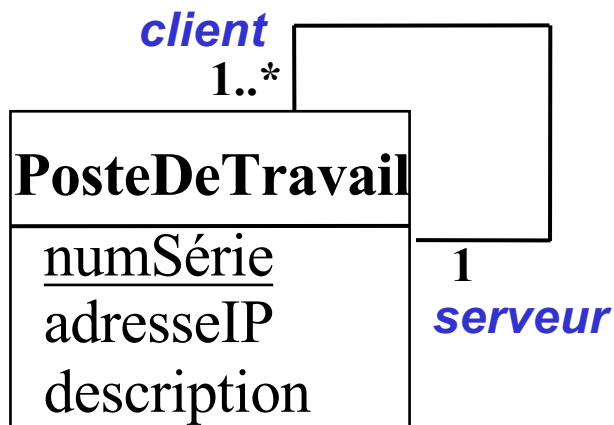 client
1..*
PosteDeTravail
numSérie
1
adresseIP
serveur
description